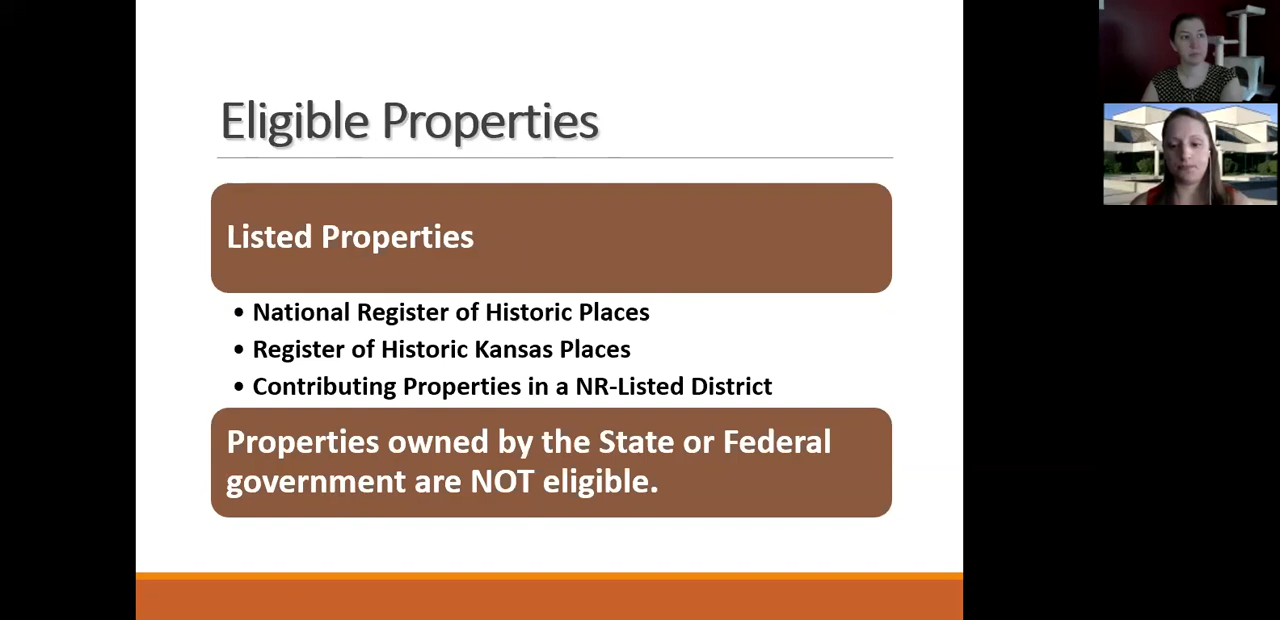 Eligible Properties
Listed Properties
• National Register of Historic Places
• Register of Historic Kansas Places
• Contributing Properties in a NR-Listed District
Properties owned by the State or Federal
government are NOT eligible.